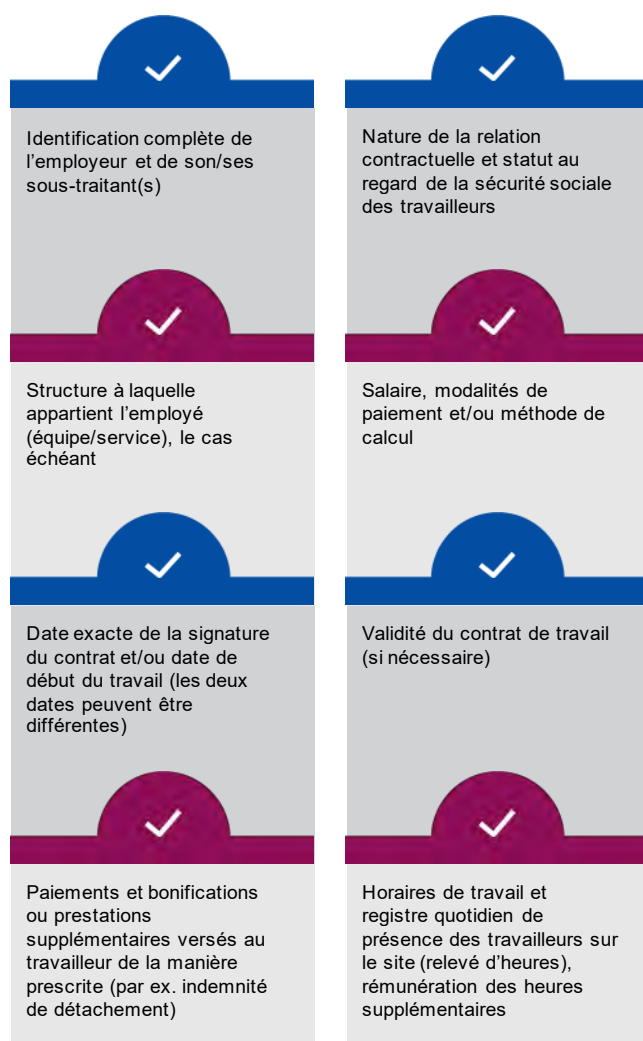 Identification complète de
l’employeur et de son/ses
sous-traitant(s)
Nature de la relation
contractuelle et statut au
regard de la sécurité sociale
des travailleurs
Structure à laquelle
appartient l’employé
(équipe/service), le cas
échéant
Salaire, modalités de
paiement et/ou méthode de
calcul
Date exacte de la signature
du contrat et/ou date de
début du travail (les deux
dates peuvent être
différentes)
Validité du contrat de travail
(si nécessaire)
Paiements et bonifications
ou prestations
supplémentaires versés au
travailleur de la manière
prescrite (par ex. indemnité
de détachement)
Horaires de travail et
registre quotidien de
présence des travailleurs sur
le site (relevé d’heures),
rémunération des heures
supplémentaires